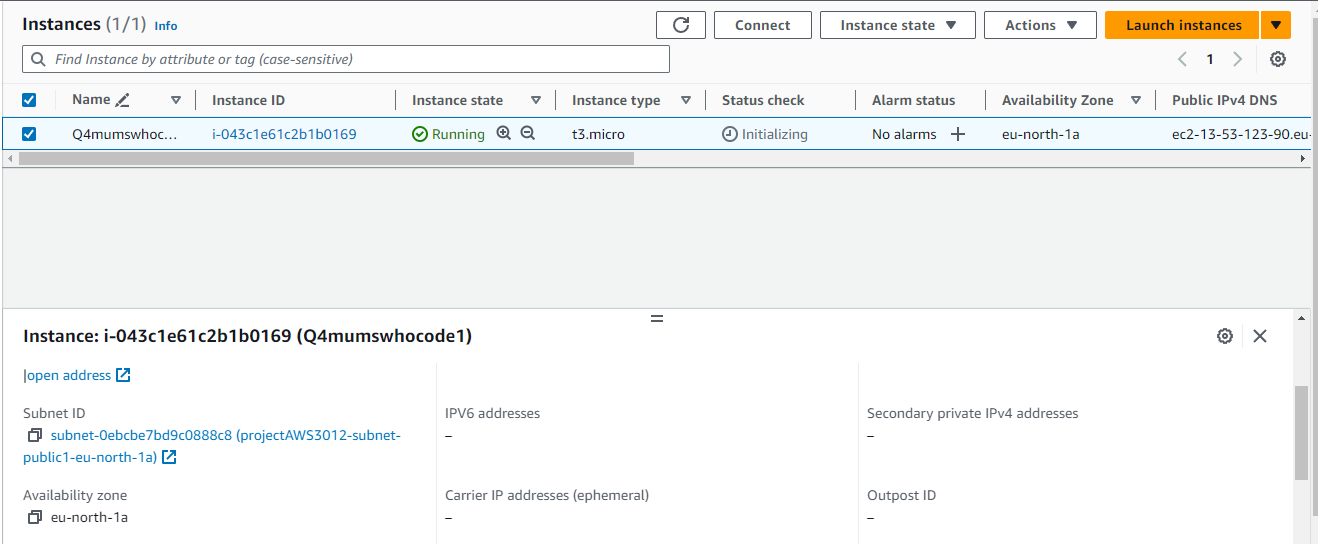 Instances (1/1) Info
Connect
Instance state
Actions
Launch instances
Find Instance by attribute or tag (case-sensitive)
1
Name
Instance ID
Instance state
Instance type
Status check
Alarm status
Availability Zone
Public IPv4 DNS
Q4mumswhoc...
i-043c1e61c2b1b0169
Running
t3.micro
Initializing
No alarms
eu-north-1a
ec2-13-53-123-90.eu-
Instance: i-043c1e61c2b1b0169 (Q4mumswhocode1)
|open address
Subnet ID
subnet-0ebcbe7bd9c0888c8 (projectAWS3012-subnet-
public1-eu-north-1a)
IPV6 addresses
–
Secondary private IPv4 addresses
–
Availability zone
eu-north-1a
Carrier IP addresses (ephemeral)
–
Outpost ID
–